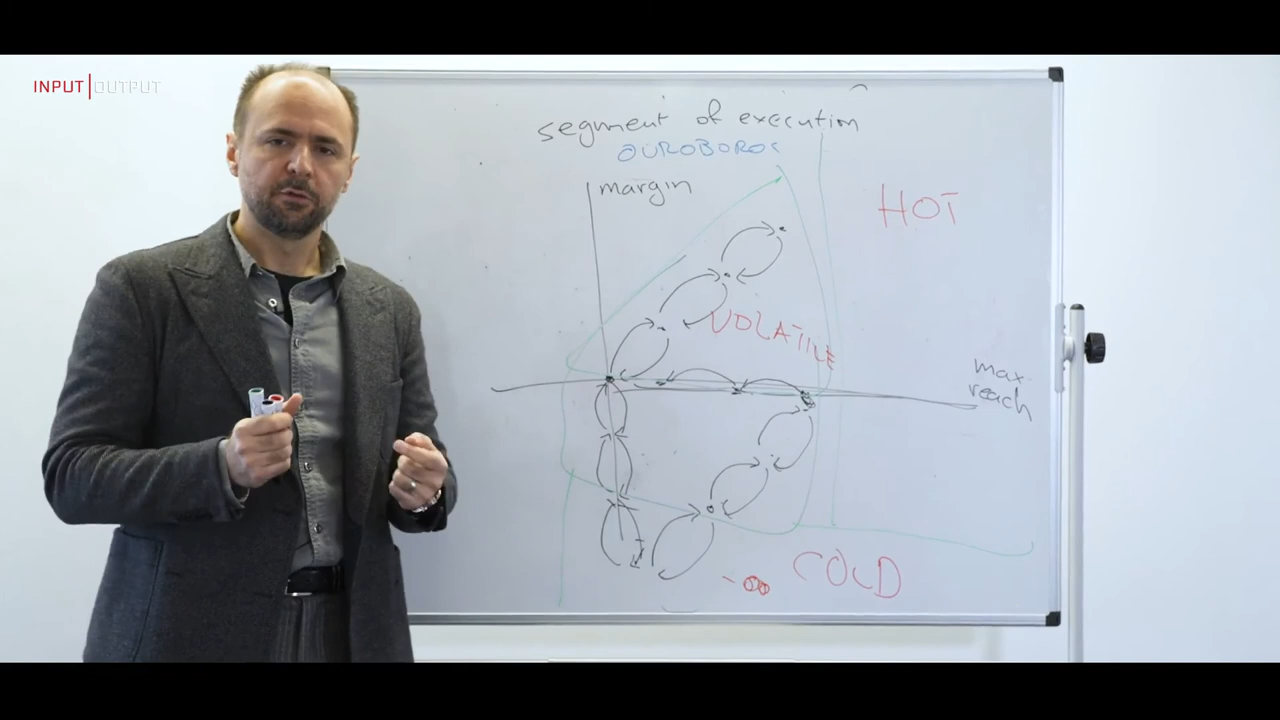 INPUT|OUTPUT
segment of execution
OUROBOROS
margin
HOT
VOLATILE
max-
reach
COLD
-∞